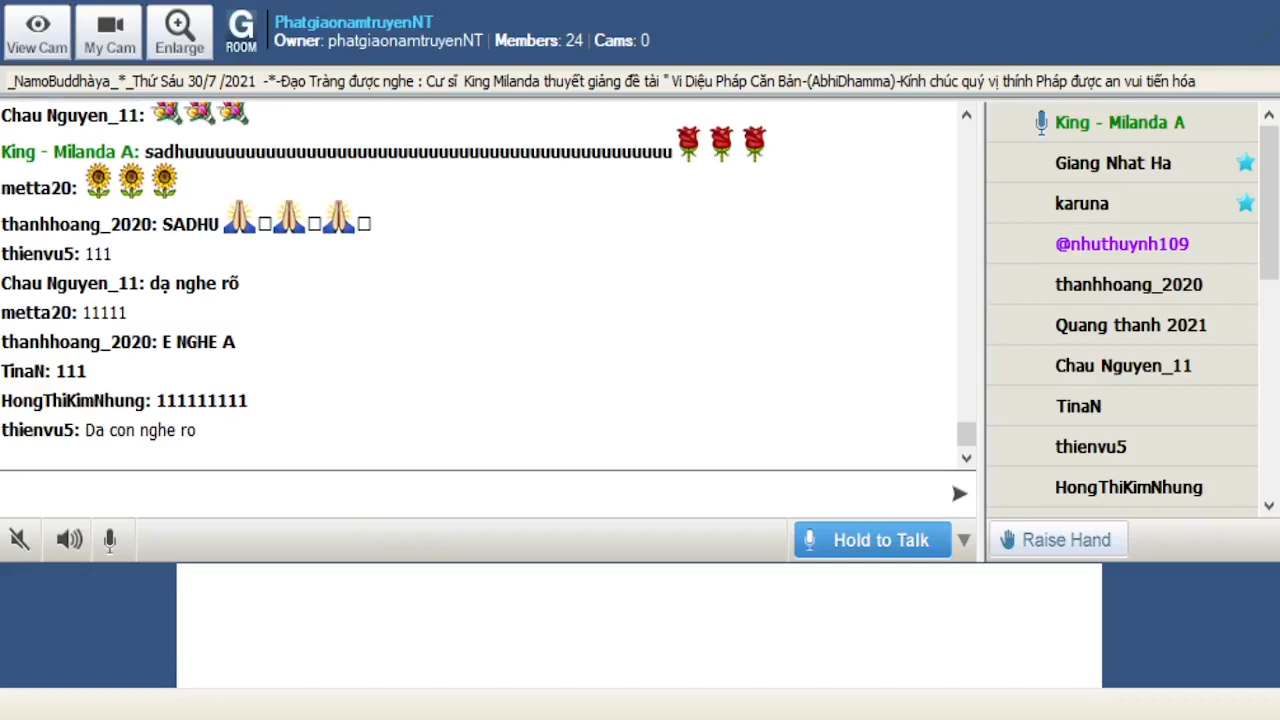 View Cam
My Cam
Enlarge
G
ROOM
PhatgiaonamtruyenNT
Owner: phatgiaonamtruyenNT | Members: 24 | Cams: 0
_NamoBuddhàya_*_Thứ Sáu 30/7 /2021 -*-Đạo Tràng được nghe : Cư sĩ King Milanda thuyết giảng đề tài " Vi Diệu Pháp Căn Bản-(AbhiDhamma)-Kính chúc quý vị thính Pháp được an vui tiến hóa
Chau Nguyen_11:
King - Milanda A: sadhuuuuuuuuuuuuuuuuuuuuuuuuuuuuuuuuuuuuuuuuuuuuuuuu
metta20:
thanhhoang_2020: SADHU
thienvu5: 111
Chau Nguyen_11: dạ nghe rõ
metta20: 11111
thanhhoang_2020: E NGHE A
TinaN: 111
HongThiKimNhung: 111111111
thienvu5: Da con nghe ro
Hold to Talk
King - Milanda A
Giang Nhat Ha
karuna
@nhuthuynh109
thanhhoang_2020
Quang thanh 2021
Chau Nguyen_11
TinaN
thienvu5
HongThiKimNhung
Raise Hand